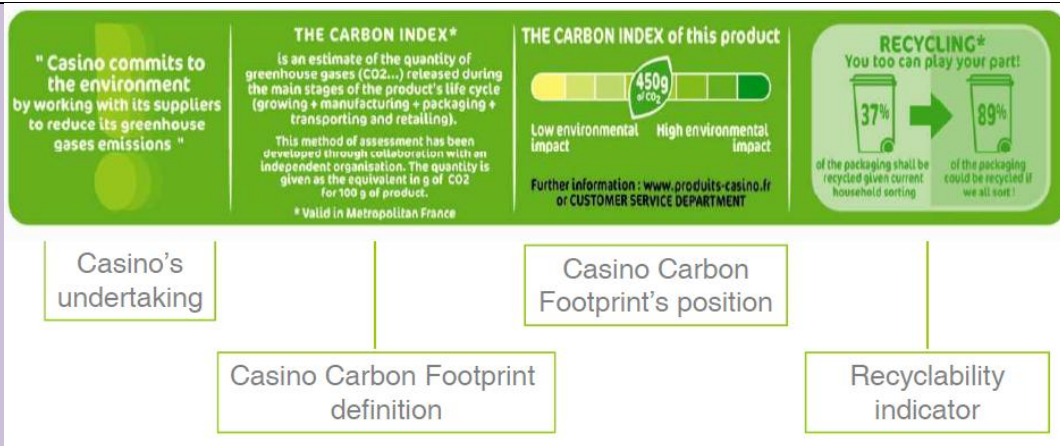 " Casino commits to
the environment
by working with its suppliers
to reduce its greenhouse
gases emissions "
THE CARBON INDEX*
is an estimate of the quantity of
greenhouse gases (CO2...) released during
the main stages of the product's life cycle
(growing + manufacturing + packaging +
transporting and retailing).
This method of assessment has been
developed through collaboration with an
independent organisation. The quantity is
given as the equivalent in g of CO2
for 100 g of product.
* Valid in Metropolitan France
THE CARBON INDEX of this product
450g
of CO2
Low environmental
impact
High environmental
impact
Further information : www.produits-casino.fr
or CUSTOMER SERVICE DEPARTMENT
RECYCLING*
You too can play your part!
37%
89%
of the packaging shall be
recycled given current
household sorting
of the packaging
could be recycled if
we all sort !
Casino's
undertaking
Casino Carbon Footprint
definition
Casino Carbon
Footprint's position
Recyclability
indicator